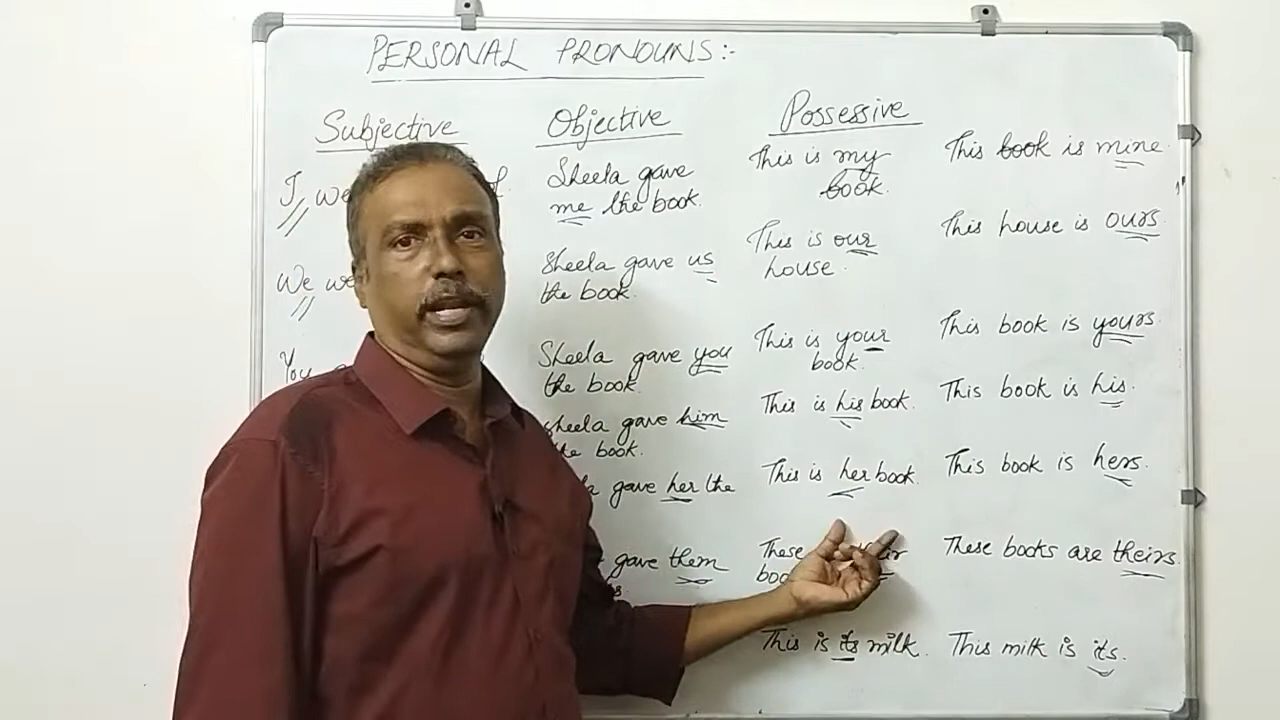 PERSONAL PRONOUNS:-
Subjective
I,
We
You
Objective
Sheela gave
me the book.
Sheela gave us
the book.
Sheela gave you
the book.
Sheela gave him
the book.
gave her the
gave them
Possessive
This is my
book.
This is our
house.
This is your
book.
This is his book.
This is her book.
These
This is its milk.
This book is mine.
This house is ours.
This book is yours.
This book is his.
This book is hers.
These books are theirs.
This milk is its.